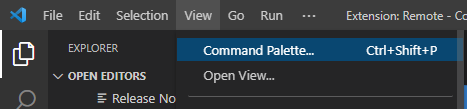 File Edit Selection View Go Run ··· Extension: Remote - Co
EXPLORER
Command Palette... Ctrl+Shift+P
OPEN EDITORS
Open View...
Release No